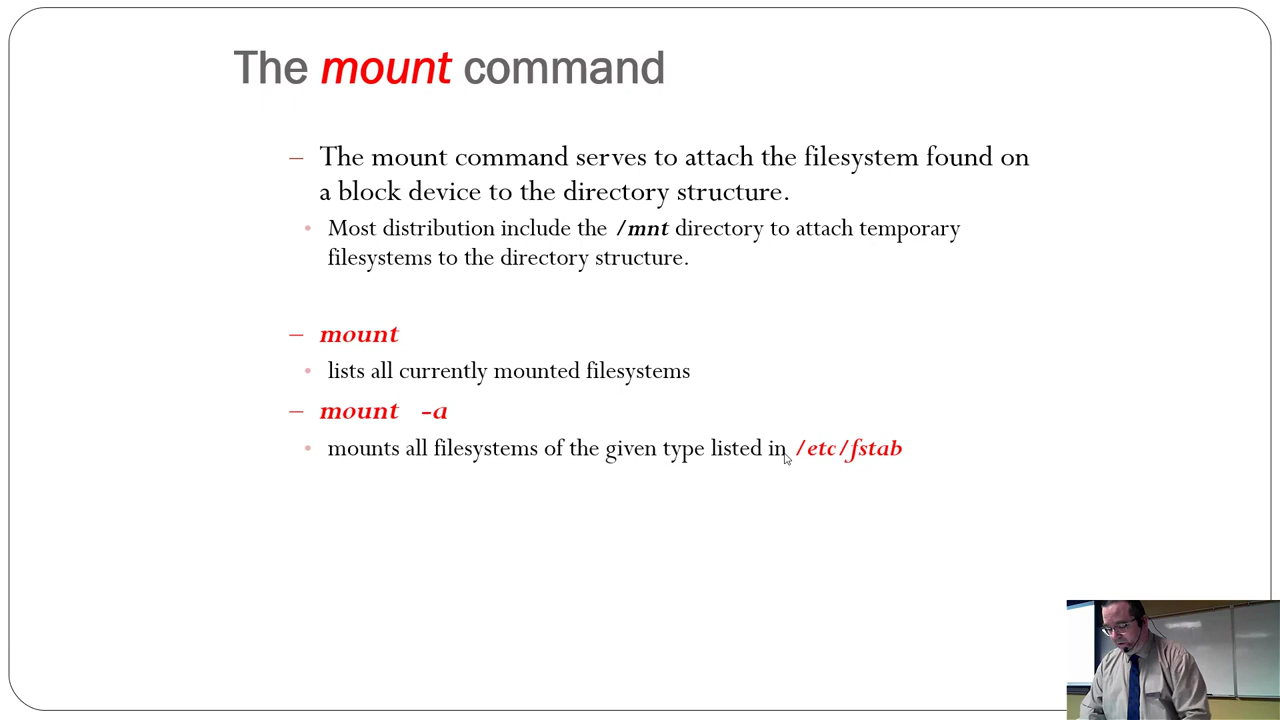 The mount command
– The mount command serves to attach the filesystem found on
a block device to the directory structure.
• Most distribution include the /mnt directory to attach temporary
filesystems to the directory structure.
– mount
• lists all currently mounted filesystems
– mount -a
• mounts all filesystems of the given type listed in /etc/fstab